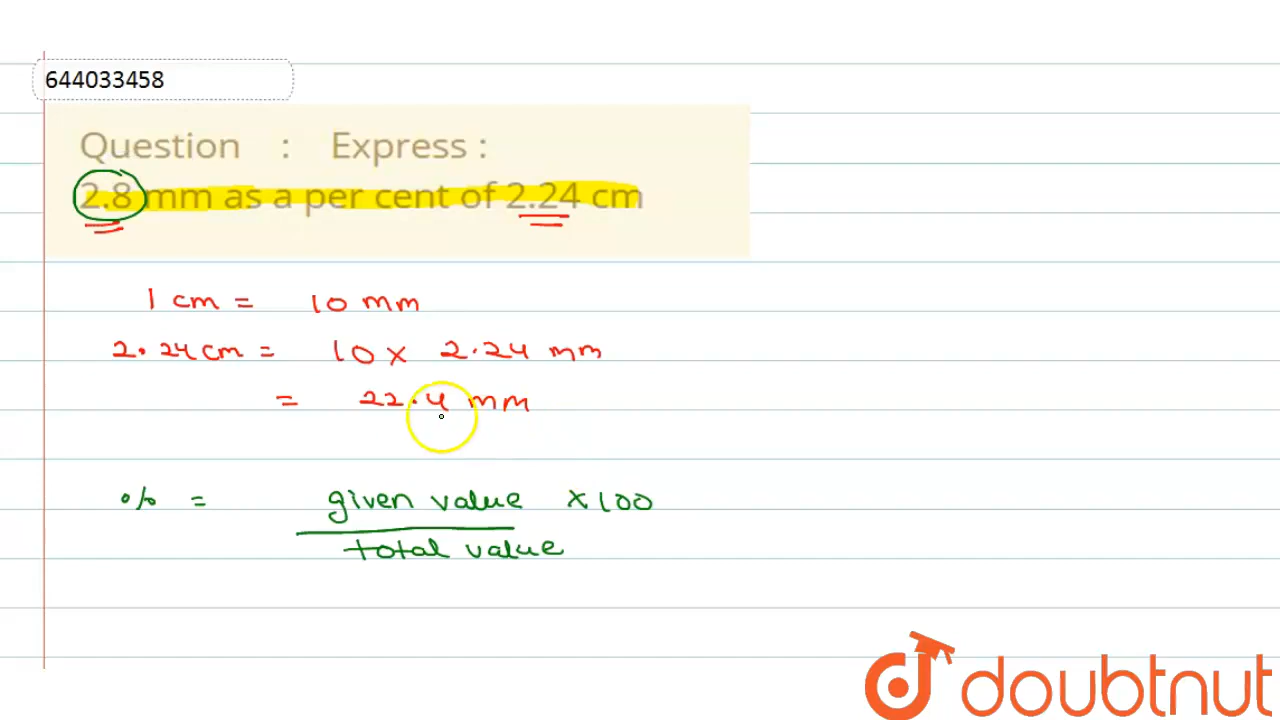 644033458
Question : Express :
2.8 mm as a per cent of 2.24 cm
1 cm = 10 mm
2.24 cm = 10 x 2.24 mm
= 22.4 mm
% = given value x 100
total value
doubtnut